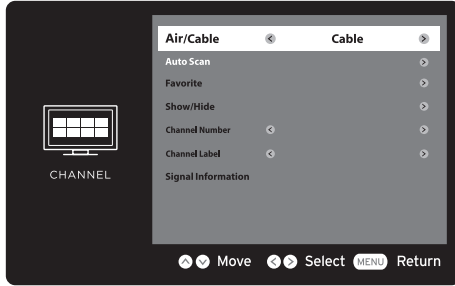 Air/Cable Cable
Auto Scan
Favorite
Show/Hide
Channel Number
Channel Label
Signal Information
CHANNEL
Move Select MENU Return